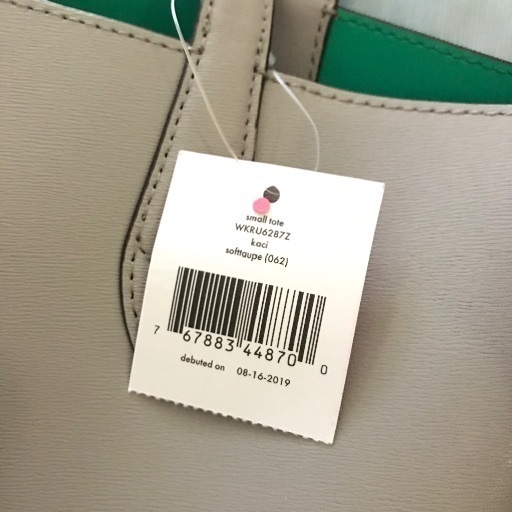 small tote
WKRU6287Z
kaci
softtaupe (062)
7 67883 44870 0
debuted on 08-16-2019